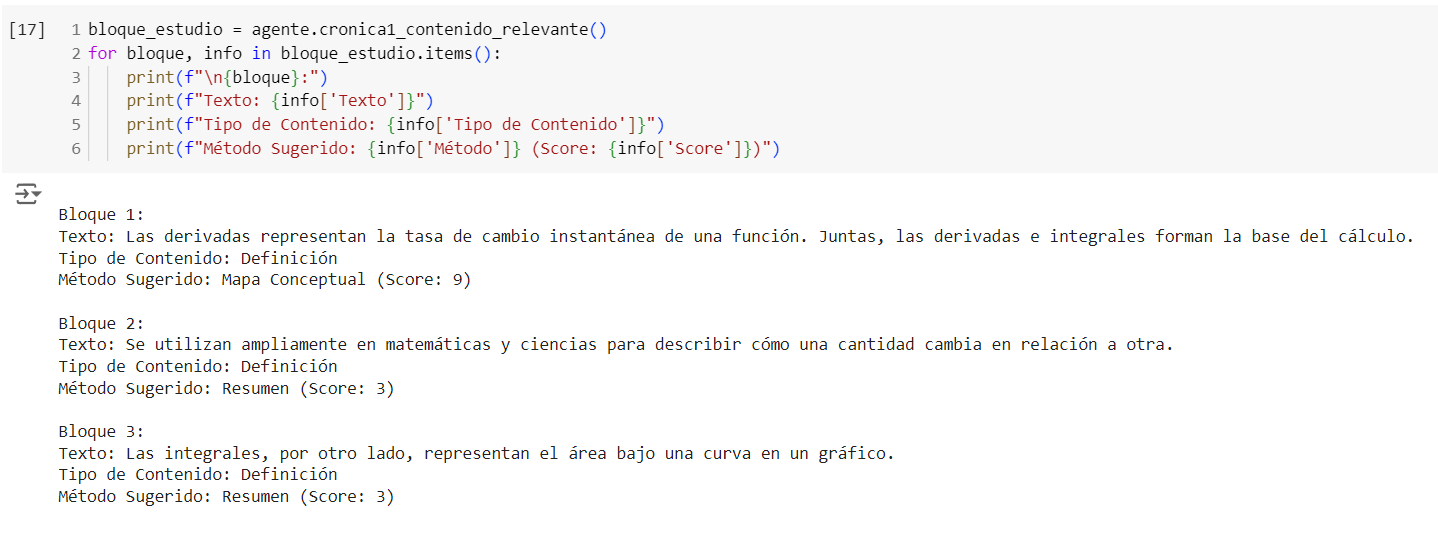 [17] 1 bloque_estudio = agente.cronica1_contenido_relevante()
2 for bloque, info in bloque_estudio.items():
3     print(f"\n{bloque}:")
4     print(f"Texto: {info['Texto']}")
5     print(f"Tipo de Contenido: {info['Tipo de Contenido']}")
6     print(f"Método Sugerido: {info['Método']} (Score: {info['Score']})")
Bloque 1:
Texto: Las derivadas representan la tasa de cambio instantánea de una función. Juntas, las derivadas e integrales forman la base del cálculo.
Tipo de Contenido: Definición
Método Sugerido: Mapa Conceptual (Score: 9)
Bloque 2:
Texto: Se utilizan ampliamente en matemáticas y ciencias para describir cómo una cantidad cambia en relación a otra.
Tipo de Contenido: Definición
Método Sugerido: Resumen (Score: 3)
Bloque 3:
Texto: Las integrales, por otro lado, representan el área bajo una curva en un gráfico.
Tipo de Contenido: Definición
Método Sugerido: Resumen (Score: 3)